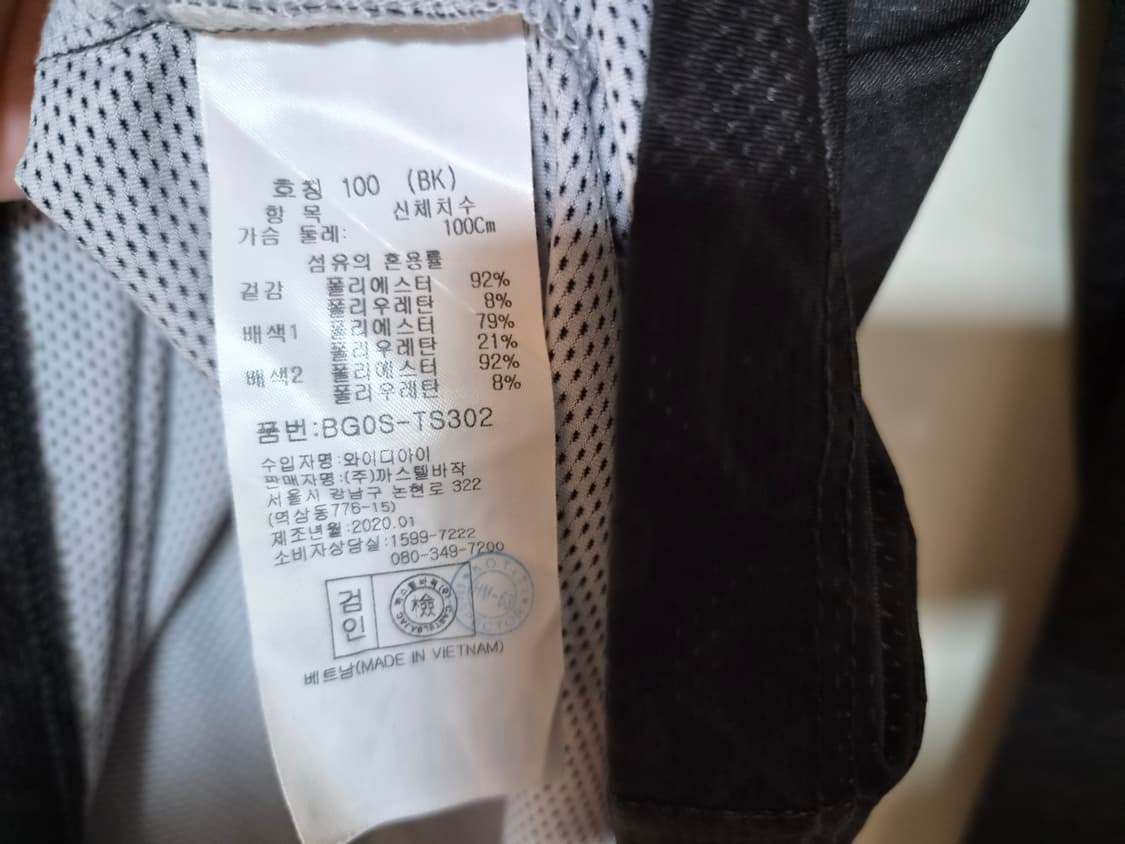 호칭 100 (BK)
항 목 신체치수
가슴 둘레: 100Cm
섬유의 혼용률
겉감 폴리에스터 92%
폴리우레탄 8%
배색1 폴리에스터 79%
폴리우레탄 21%
배색2 폴리에스터 92%
폴리우레탄 8%
품번:BG0S-TS302
수입자명:와이디아이
판매자명:(주)까스텔바작
서울시 강남구 논현로 322
(역삼동776-15)
제조년월:2020.01
소비자상담실:1599-7222
080-349-7200
검인
檢
베트남(MADE IN VIETNAM)